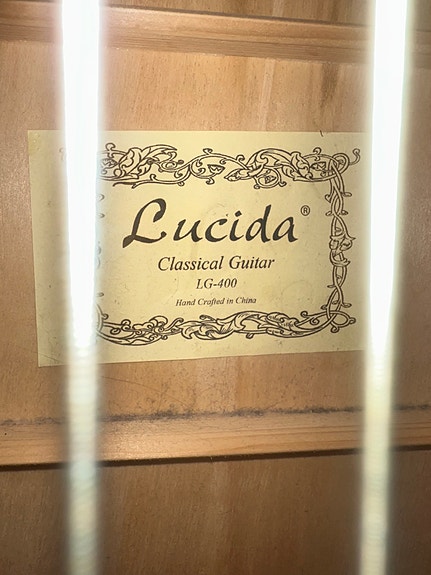 Lucida®
Classical Guitar
LG-400
Hand Crafted in China